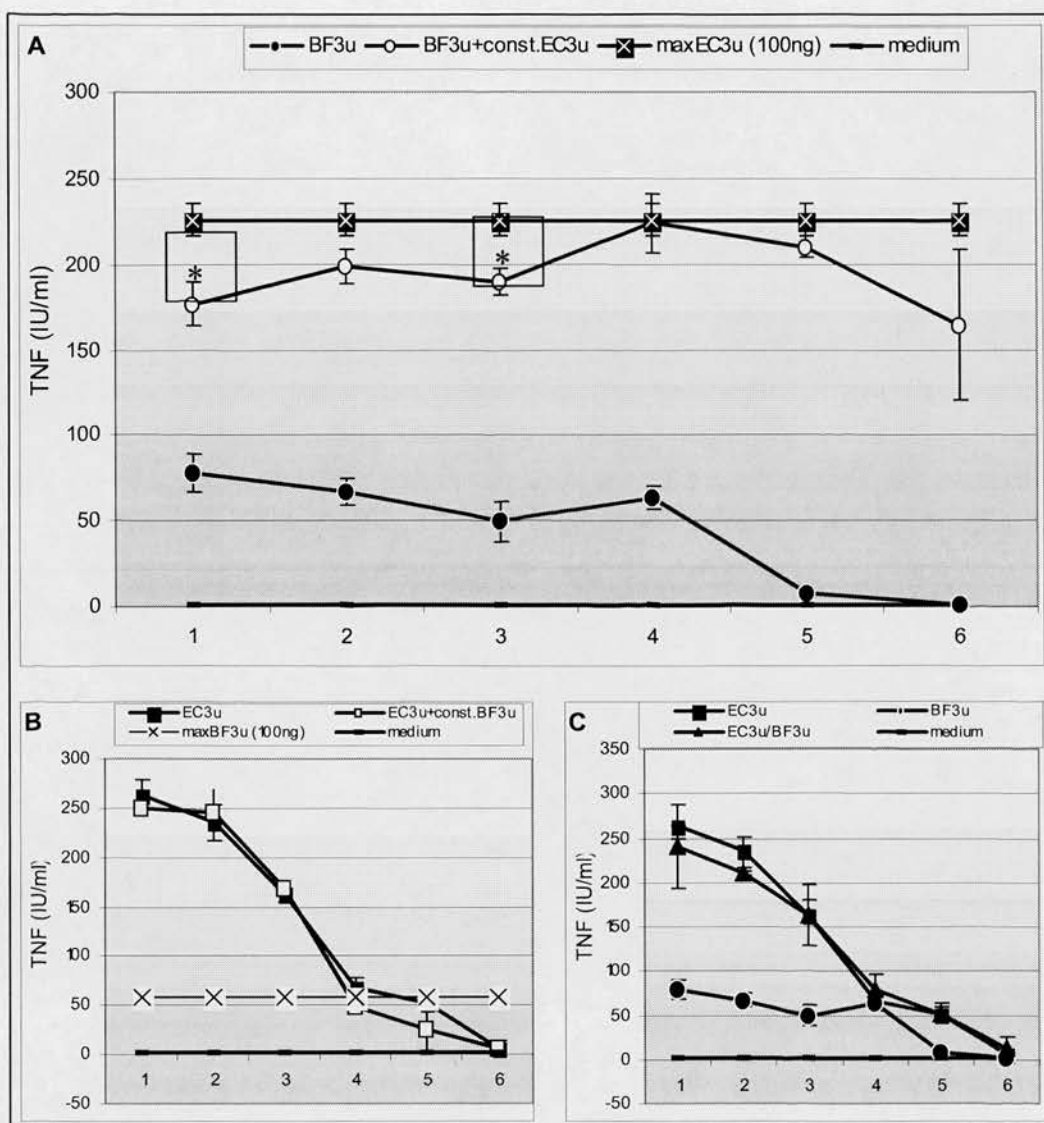 A
BF3u BF3u+const.EC3u maxEC3u (100ng) medium
300
250
200
150
100
50
0
TNF (IU/ml)
* *
1 2 3 4 5 6
B
EC3u EC3u+const.BF3u
maxBF3u (100ng) medium
300
250
200
150
100
50
0
-50
TNF (IU/ml)
1 2 3 4 5 6
C
EC3u BF3u
EC3u/BF3u medium
350
300
250
200
150
100
50
0
-50
TNF (IU/ml)
1 2 3 4 5 6